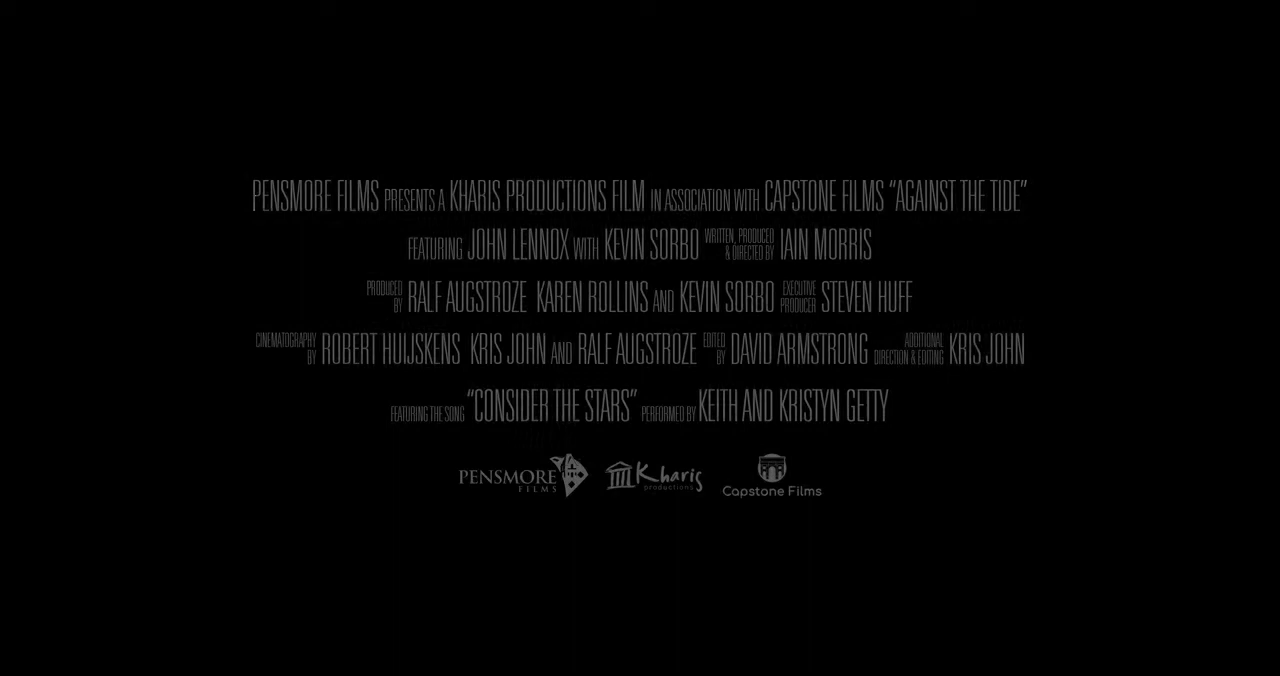 PENSMORE FILMS PRESENTS A KHARIS PRODUCTIONS FILM IN ASSOCIATION WITH CAPSTONE FILMS “AGAINST THE TIDE”
FEATURING JOHN LENNOX WITH KEVIN SORBO WRITTEN, PRODUCED & DIRECTED BY IAIN MORRIS
PRODUCED BY RALF AUGSTROZE KAREN ROLLINS AND KEVIN SORBO EXECUTIVE PRODUCER STEVEN HUFF
CINEMATOGRAPHY BY ROBERT HUIJSKENS KRIS JOHN AND RALF AUGSTROZE EDITED BY DAVID ARMSTRONG ADDITIONAL DIRECTION & EDITING KRIS JOHN
FEATURING THE SONG “CONSIDER THE STARS” PERFORMED BY KEITH AND KRISTYN GETTY
PENSMORE FILMS Kharis productions Capstone Films